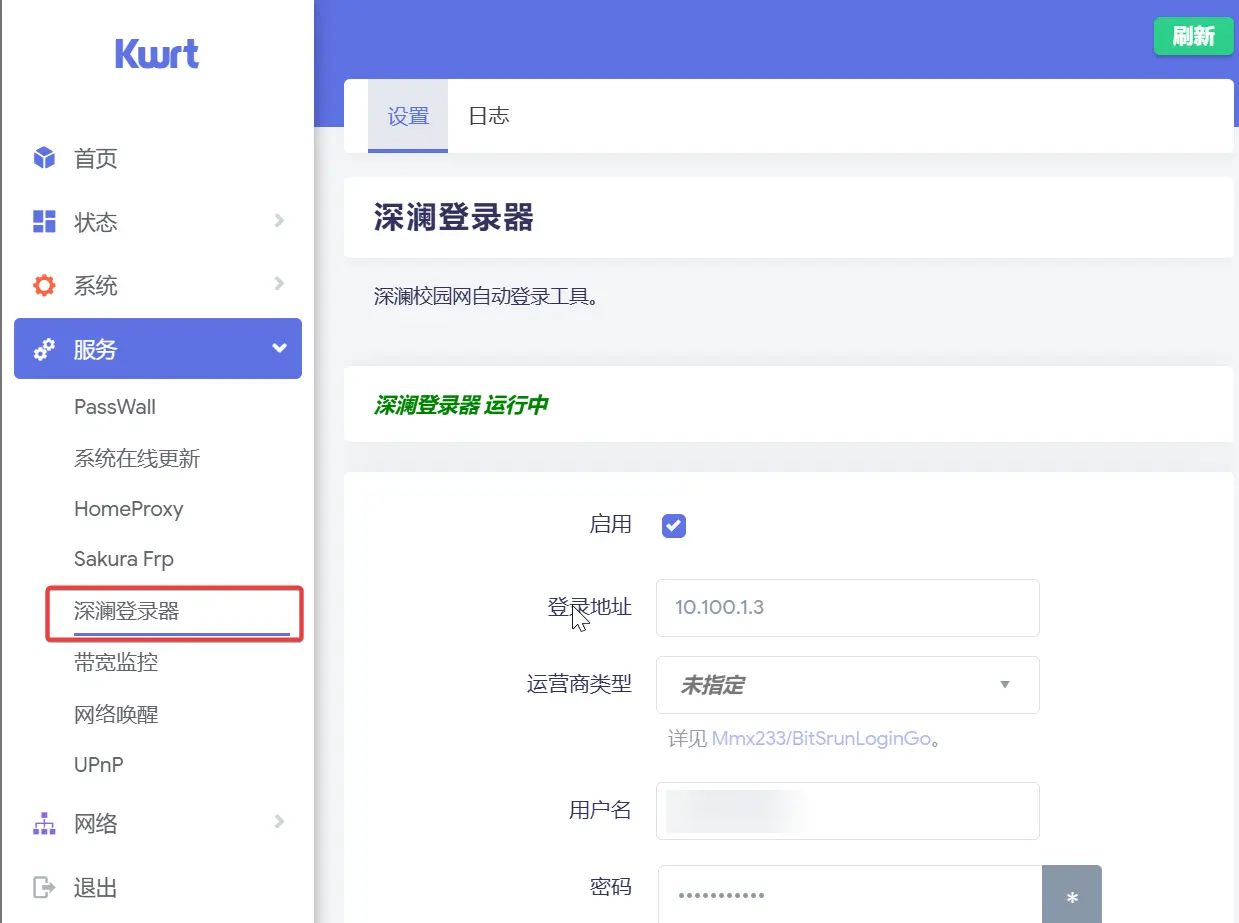 Kwrt
首页
状态
系统
服务
PassWall
系统在线更新
HomeProxy
Sakura Frp
深澜登录器
带宽监控
网络唤醒
UPnP
网络
退出
刷新
设置 日志
深澜登录器
深澜校园网自动登录工具。
深澜登录器 运行中
启用
登录地址 10.100.1.3
运营商类型 未指定
详见 Mmx233/BitSrunLoginGo。
用户名
密码 ••••••••••• *